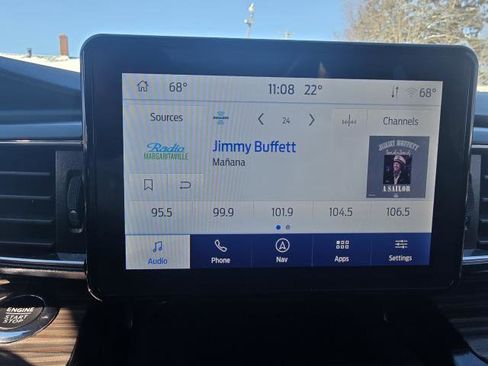 68° 11:08 22° 68°
Sources 24 Channels
Radio
MARGARITAVILLE
Jimmy Buffett
Mañana
JIMMY BUFFETT
A SAILOR
95.5 99.9 101.9 104.5 106.5
Audio Phone Nav Apps Settings
ENGINE
START
STOP